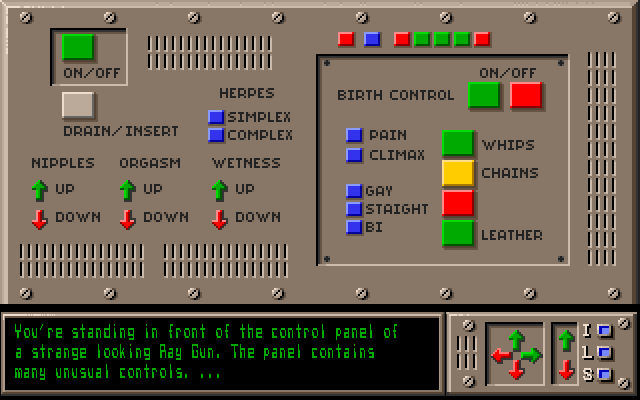 ON/OFF
DRAIN/INSERT
HERPES
SIMPLEX
COMPLEX
NIPPLES ORGASM WETNESS
UP UP UP
DOWN DOWN DOWN
ON/OFF
BIRTH CONTROL
PAIN
CLIMAX
GAY
STAIGHT
BI
WHIPS
CHAINS
LEATHER
You're standing in front of the control panel of
a strange looking Ray Gun. The panel contains
many unusual controls. ...
I
L
S